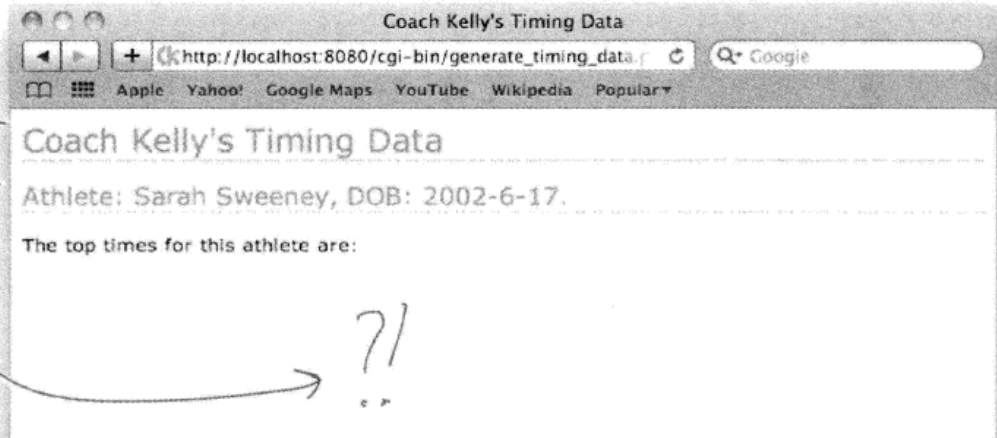 Coach Kelly's Timing Data
http://localhost:8080/cgi-bin/generate_timing_data.p
Google
Apple Yahoo! Google Maps YouTube Wikipedia Popular
Coach Kelly's Timing Data
Athlete: Sarah Sweeney, DOB: 2002-6-17.
The top times for this athlete are:
?!